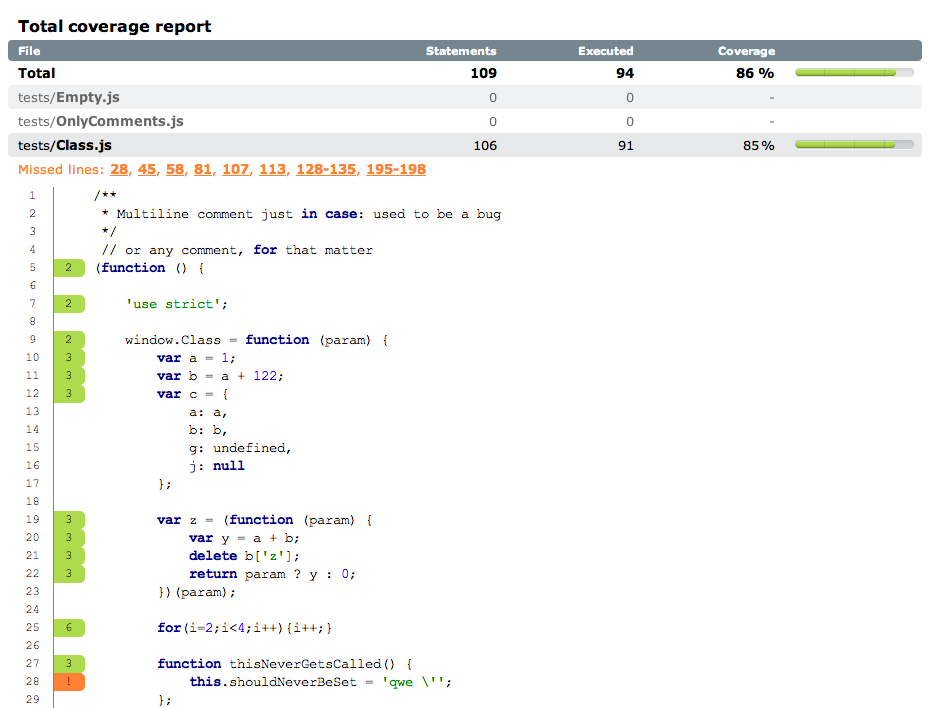 Total coverage report
File Statements Executed Coverage
Total 109 94 86 %
tests/Empty.js 0 0 -
tests/OnlyComments.js 0 0 -
tests/Class.js 106 91 85 %
Missed lines: 28, 45, 58, 81, 107, 113, 128-135, 195-198
1 /**
2  * Multiline comment just in case: used to be a bug
3  */
4  // or any comment, for that matter
5 2 (function () {
6
7 2     'use strict';
8
9 2     window.Class = function (param) {
10 3         var a = 1;
11 3         var b = a + 122;
12 3         var c = {
13             a: a,
14             b: b,
15             g: undefined,
16             j: null
17         };
18
19 3         var z = (function (param) {
20 3             var y = a + b;
21 3             delete b['z'];
22 3             return param ? y : 0;
23         })(param);
24
25 6         for(i=2;i<4;i++){i++;}
26
27 3         function thisNeverGetsCalled() {
28 !             this.shouldNeverBeSet = 'qwe \'';
29         };